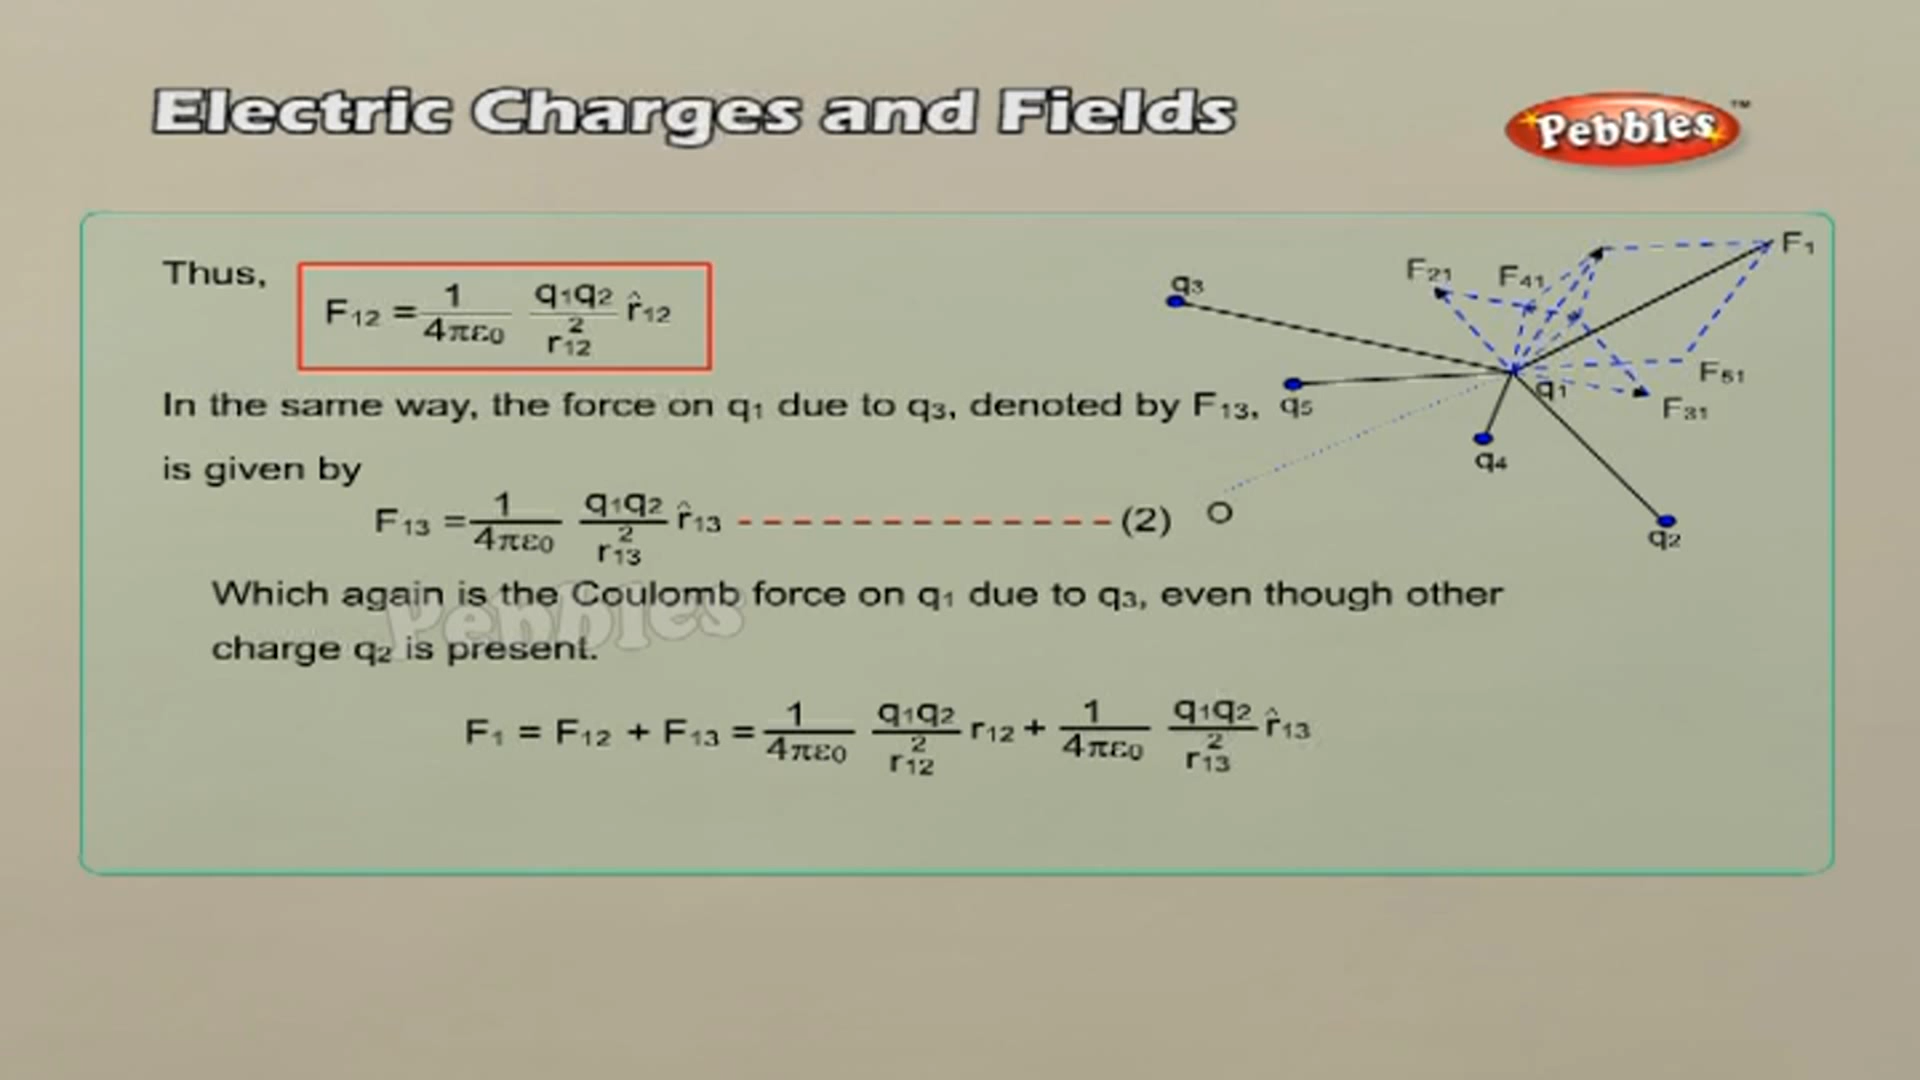 Electric Charges and Fields
Pebbles™
Thus,
F12 = 1/4πε0 q1q2/r12² r̂12
In the same way, the force on q1 due to q3, denoted by F13,
is given by
F13 = 1/4πε0 q1q2/r13² r̂13 -------------- (2)
Which again is the Coulomb force on q1 due to q3, even though other
charge q2 is present.
F1 = F12 + F13 = 1/4πε0 q1q2/r12² r12 + 1/4πε0 q1q2/r13² r̂13
Pebbles
q3
F21
F41
F1
q5
q1
F51
F31
q4
O
q2